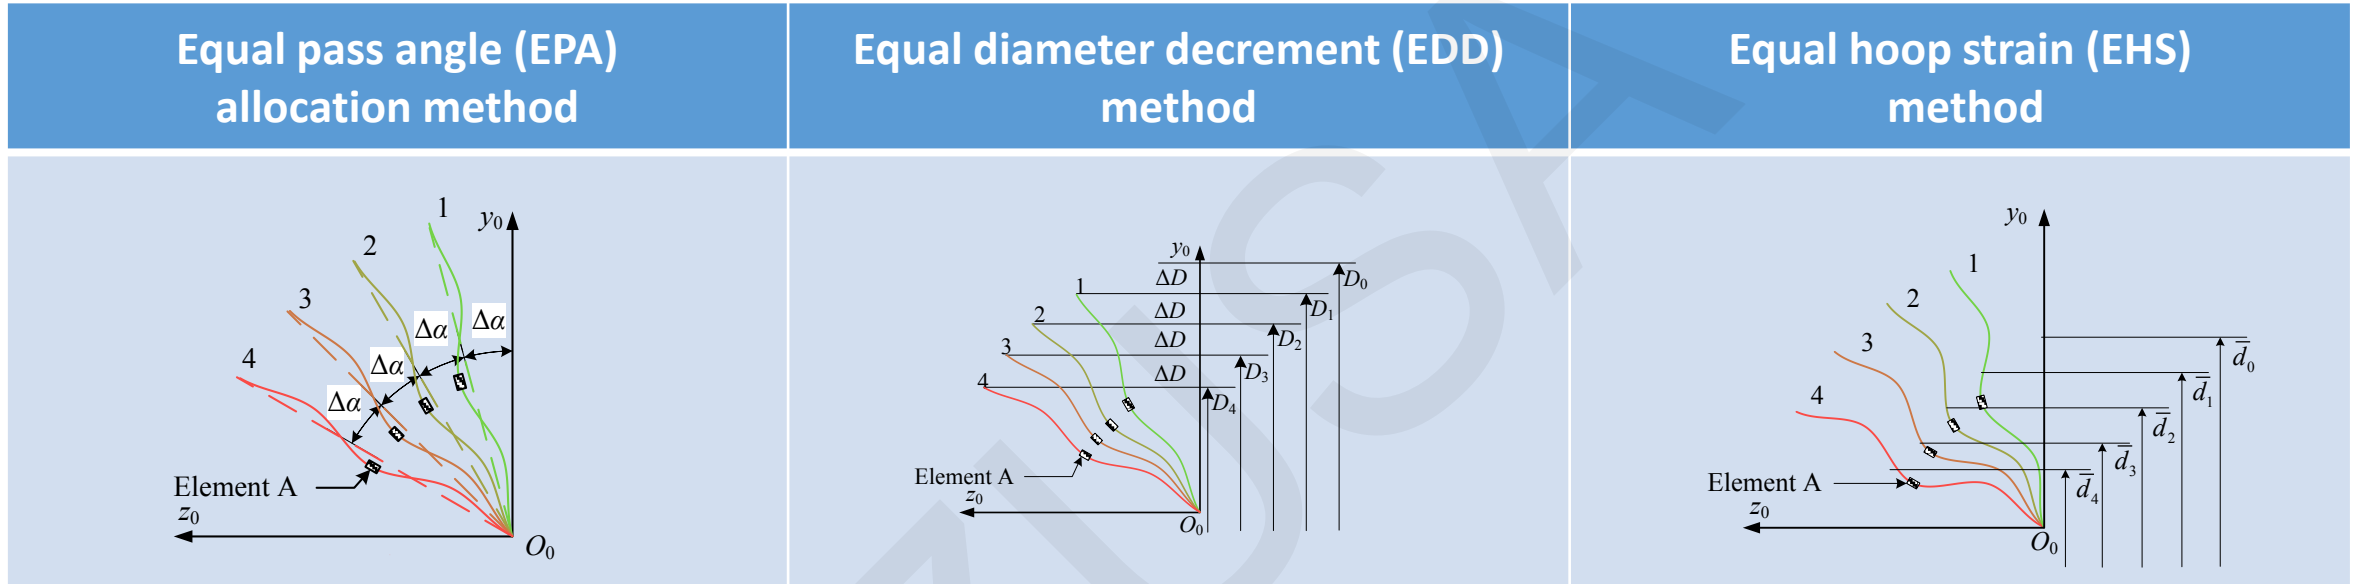 Equal pass angle (EPA)
allocation method
Equal diameter decrement (EDD)
method
Equal hoop strain (EHS)
method
1
y₀
2
3
Δα
Δα
4
Δα
Δα
Element A
z₀
O₀
y₀
ΔD
D₀
1
ΔD
D₁
2
ΔD
D₂
3
ΔD
D₃
4
D₄
Element A
z₀
O₀
y₀
1
2
3
d̅₀
4
d̅₁
d̅₂
d̅₃
Element A
d̅₄
z₀
O₀
ZUSA